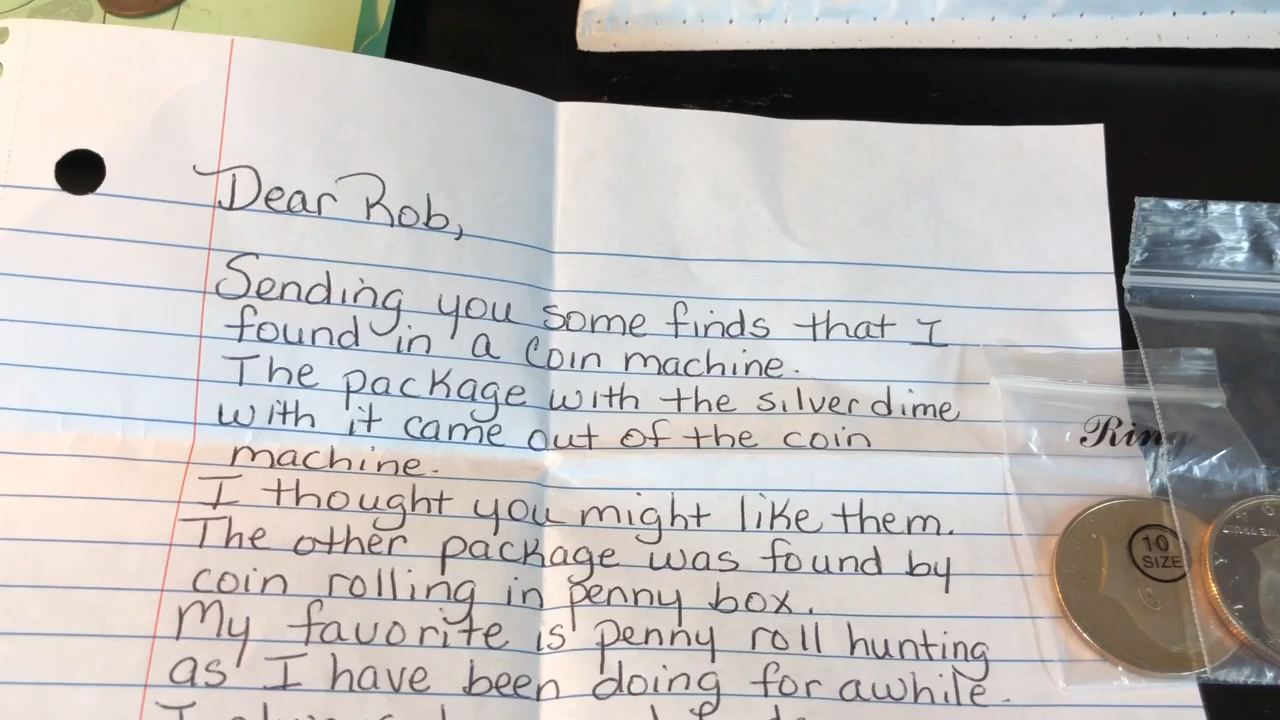 Dear Rob,
Sending you some finds that I
found in a coin machine.
The package with the silver dime
with it came out of the coin
machine.
I thought you might like them.
The other package was found by
coin rolling in penny box.
My favorite is penny roll hunting
as I have been doing for awhile.
Ring
10
SIZE